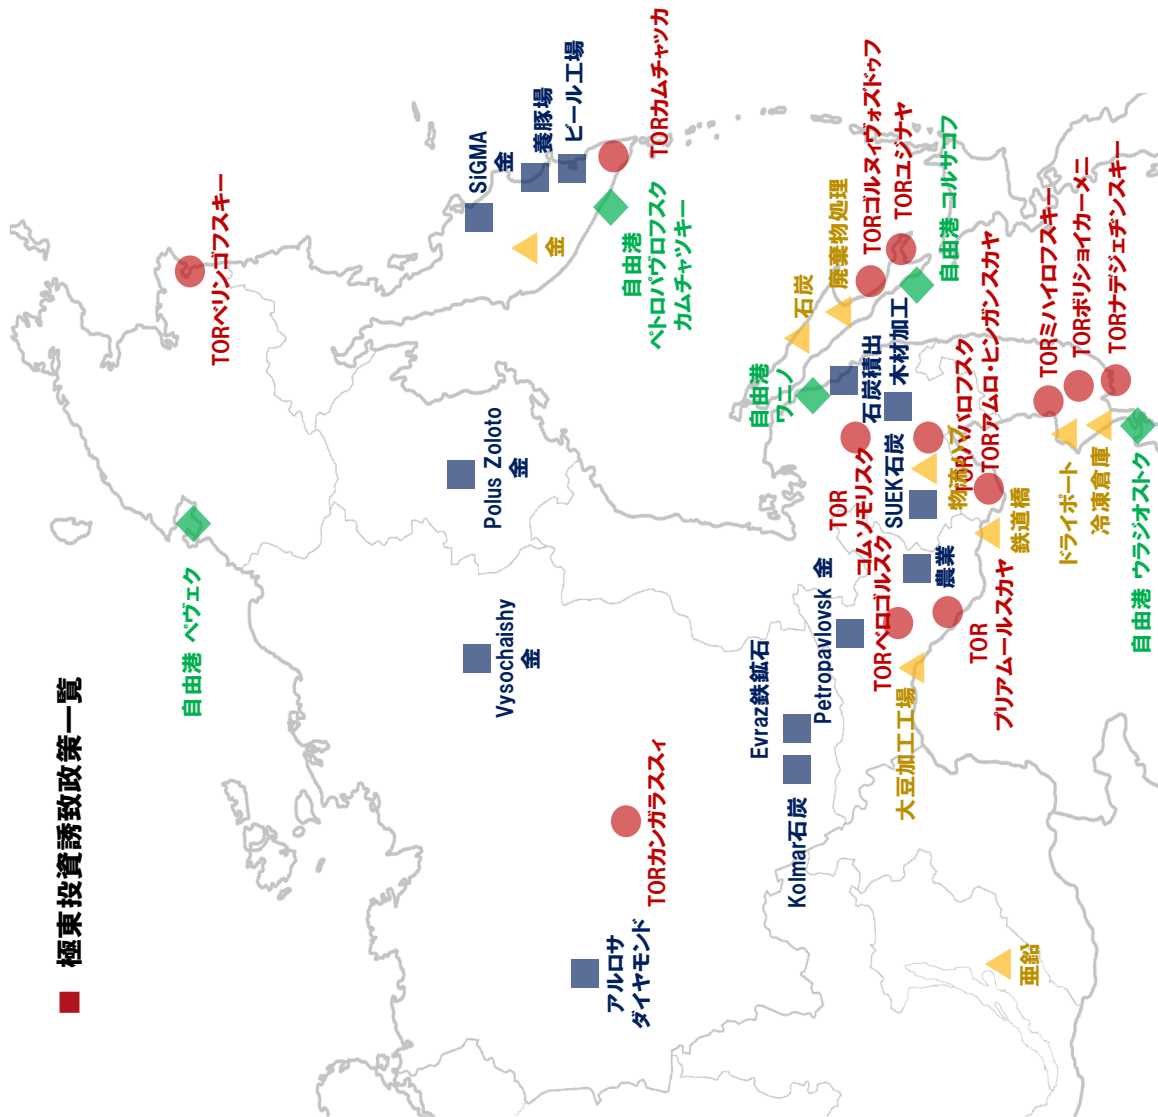 ■ 極東投資誘致政策一覧
自由港 ペヴェク
TORベリンゴフスキー
Vysochaishy
金
Polus Zoloto
金
SiGMA
金
養豚場
ビール工場
金
TORカムチャツカ
自由港
ペトロパヴロフスク
カムチャツキー
アルロサ
ダイヤモンド
TORカンガラススィ
Evraz鉄鉱石
Kolmar石炭
Petropavlovsk 金
自由港
ワニノ
石炭
廃棄物処理
TORゴルヌィヴォズドゥフ
TORユジナヤ
自由港 コルサコフ
石炭積出
木材加工
TOR
コムソモリスク
SUEK石炭
TORベロゴルスク
農業
大豆加工工場
物流ハブ
TORハバロフスク
TORアムロ・ヒンガンスカヤ
鉄道橋
TOR
プリアムールスカヤ
TORミハイロフスキー
TORボリショイカーメニ
TORナデジェヂンスキー
ドライポート
冷凍倉庫
自由港 ウラジオストク
亜鉛